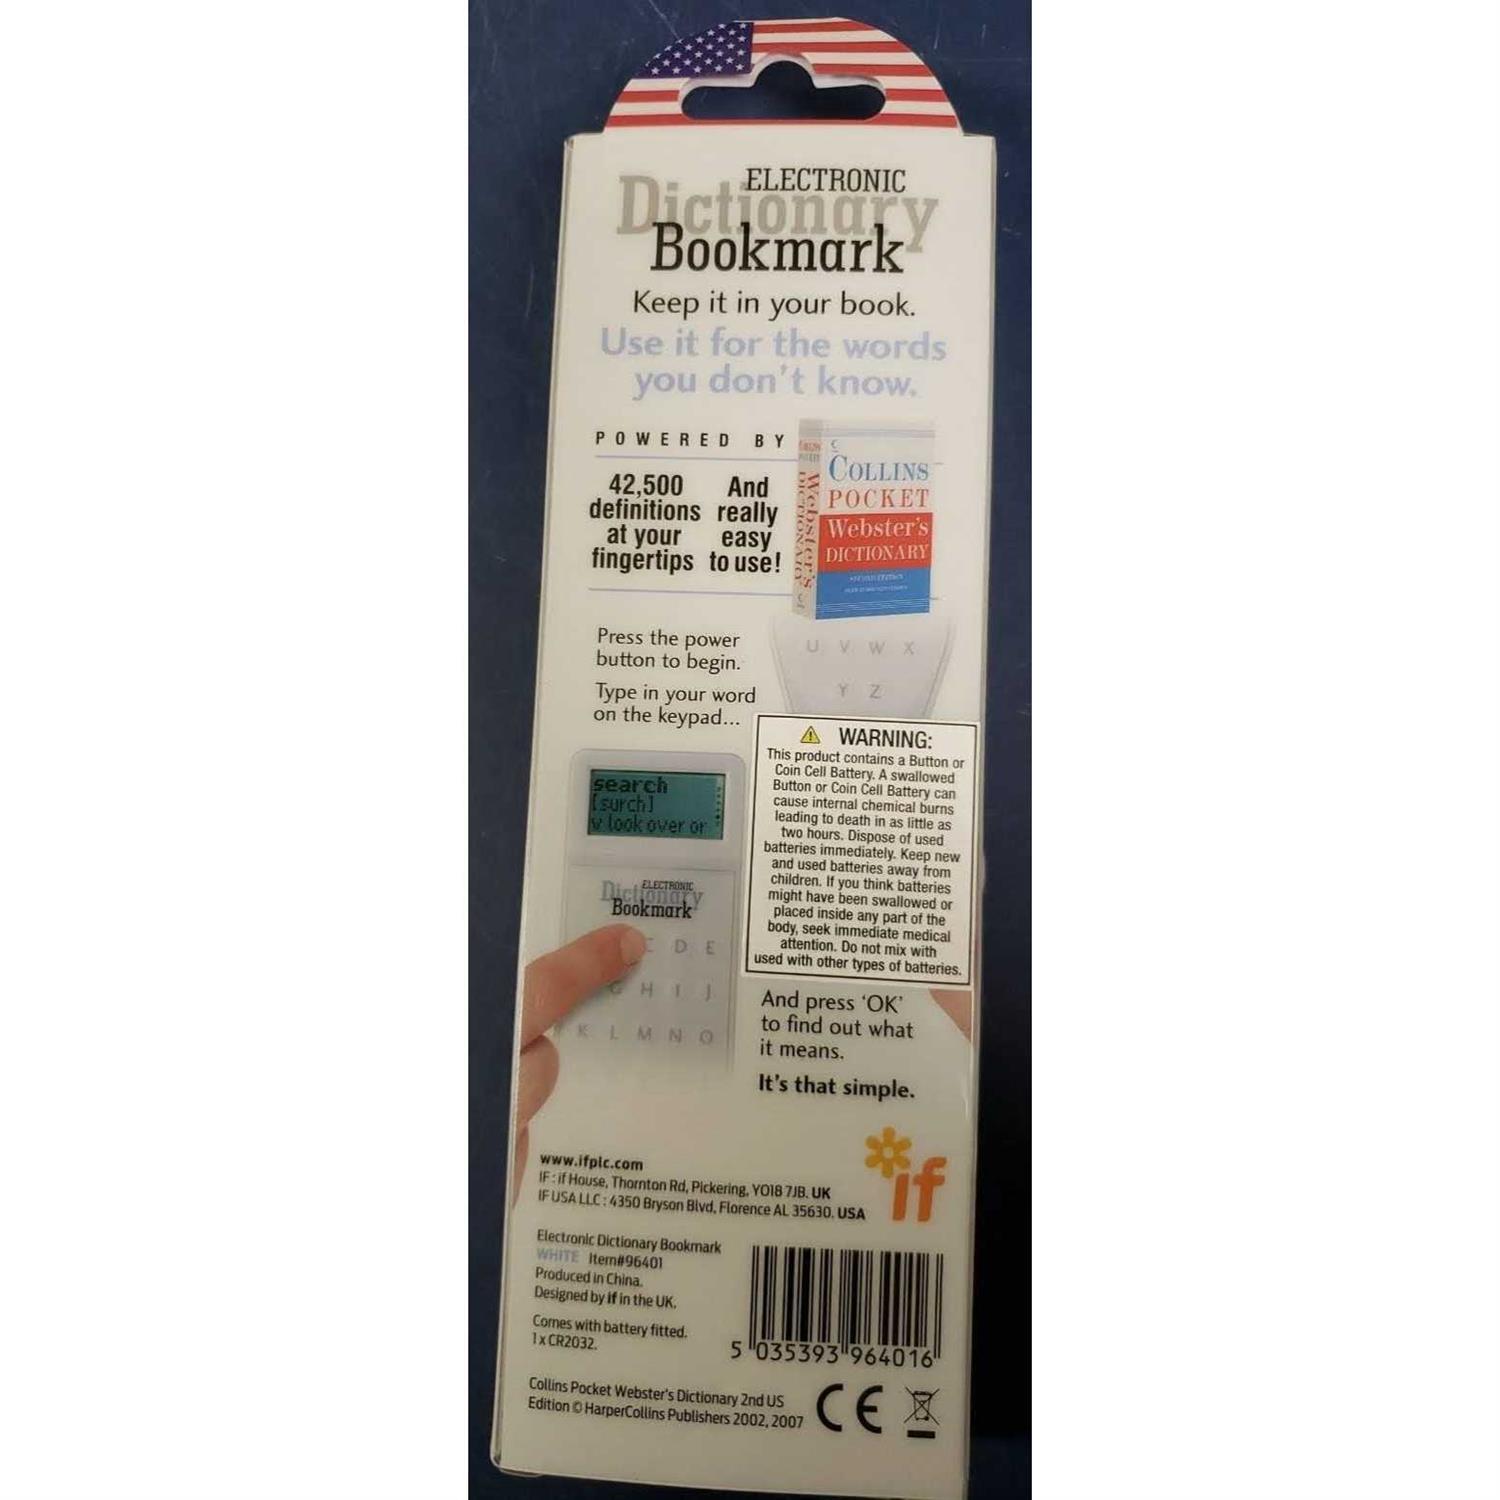 ELECTRONIC
Dictionary
Bookmark
Keep it in your book.
Use it for the words
you don't know.
POWERED BY
42,500
definitions
at your
fingertips
And
really
easy
to use!
COLLINS
POCKET
Webster's
DICTIONARY
Webster's
DICTIONARY
Press the power
button to begin.
Type in your word
on the keypad...
U V W X
Y Z
WARNING:
This product contains a Button or
Coin Cell Battery. A swallowed
Button or Coin Cell Battery can
cause internal chemical burns
leading to death in as little as
two hours. Dispose of used
batteries immediately. Keep new
and used batteries away from
children. If you think batteries
might have been swallowed or
placed inside any part of the
body, seek immediate medical
attention. Do not mix with
used with other types of batteries.
search
[surch]
v look over or
ELECTRONIC
Dictionary
Bookmark
C D E
G H I J
K L M N O
And press 'OK'
to find out what
it means.
It's that simple.
if
www.ifplc.com
IF : if House, Thornton Rd, Pickering, YO18 7JB. UK
IF USA LLC : 4350 Bryson Blvd, Florence AL 35630. USA
Electronic Dictionary Bookmark
WHITE Item#96401
Produced in China.
Designed by if in the UK.
Comes with battery fitted.
1 x CR2032.
5 035393 964016
Collins Pocket Webster's Dictionary 2nd US
Edition © HarperCollins Publishers 2002, 2007
CE